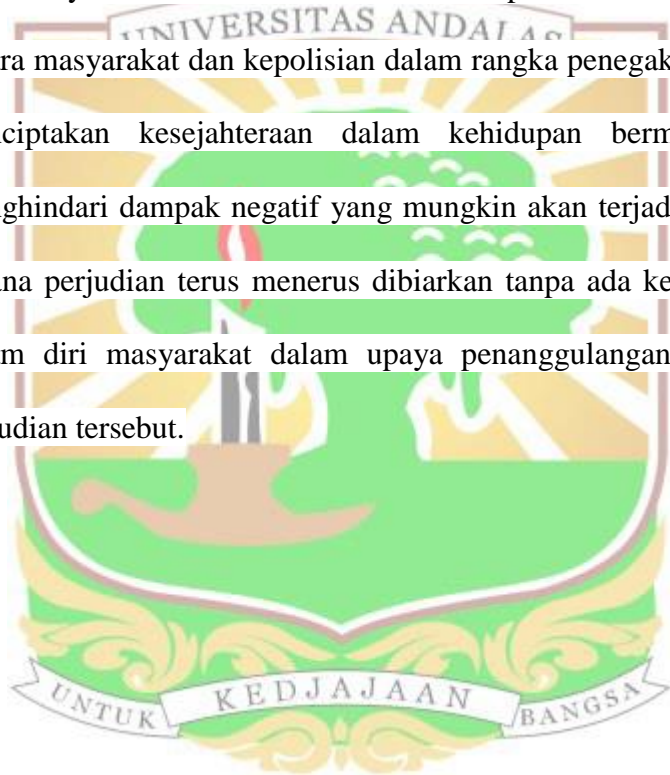 UNIVERSITAS ANDALAS
ra masyarakat dan kepolisian dalam rangka penegak
ciptakan kesejahteraan dalam kehidupan berm
ghindari dampak negatif yang mungkin akan terjad
ana perjudian terus menerus dibiarkan tanpa ada ke
m diri masyarakat dalam upaya penanggulangan
udian tersebut.
UNTUK KEDJAJAAN BANGSA